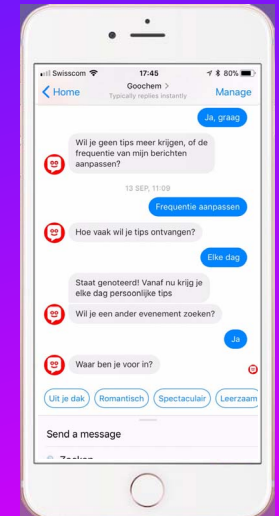 Swisscom 17:45 80%
Home Goochem > Manage
Typically replies instantly
Ja, graag
Wil je geen tips meer krijgen, of de
frequentie van mijn berichten
aanpassen?
13 SEP, 11:09
Frequentie aanpassen
Hoe vaak wil je tips ontvangen?
Elke dag
Staat genoteerd! Vanaf nu krijg je
elke dag persoonlijke tips
Wil je een ander evenement zoeken?
Ja
Waar ben je voor in?
Uit je dak Romantisch Spectaculair Leerzaam
Send a message